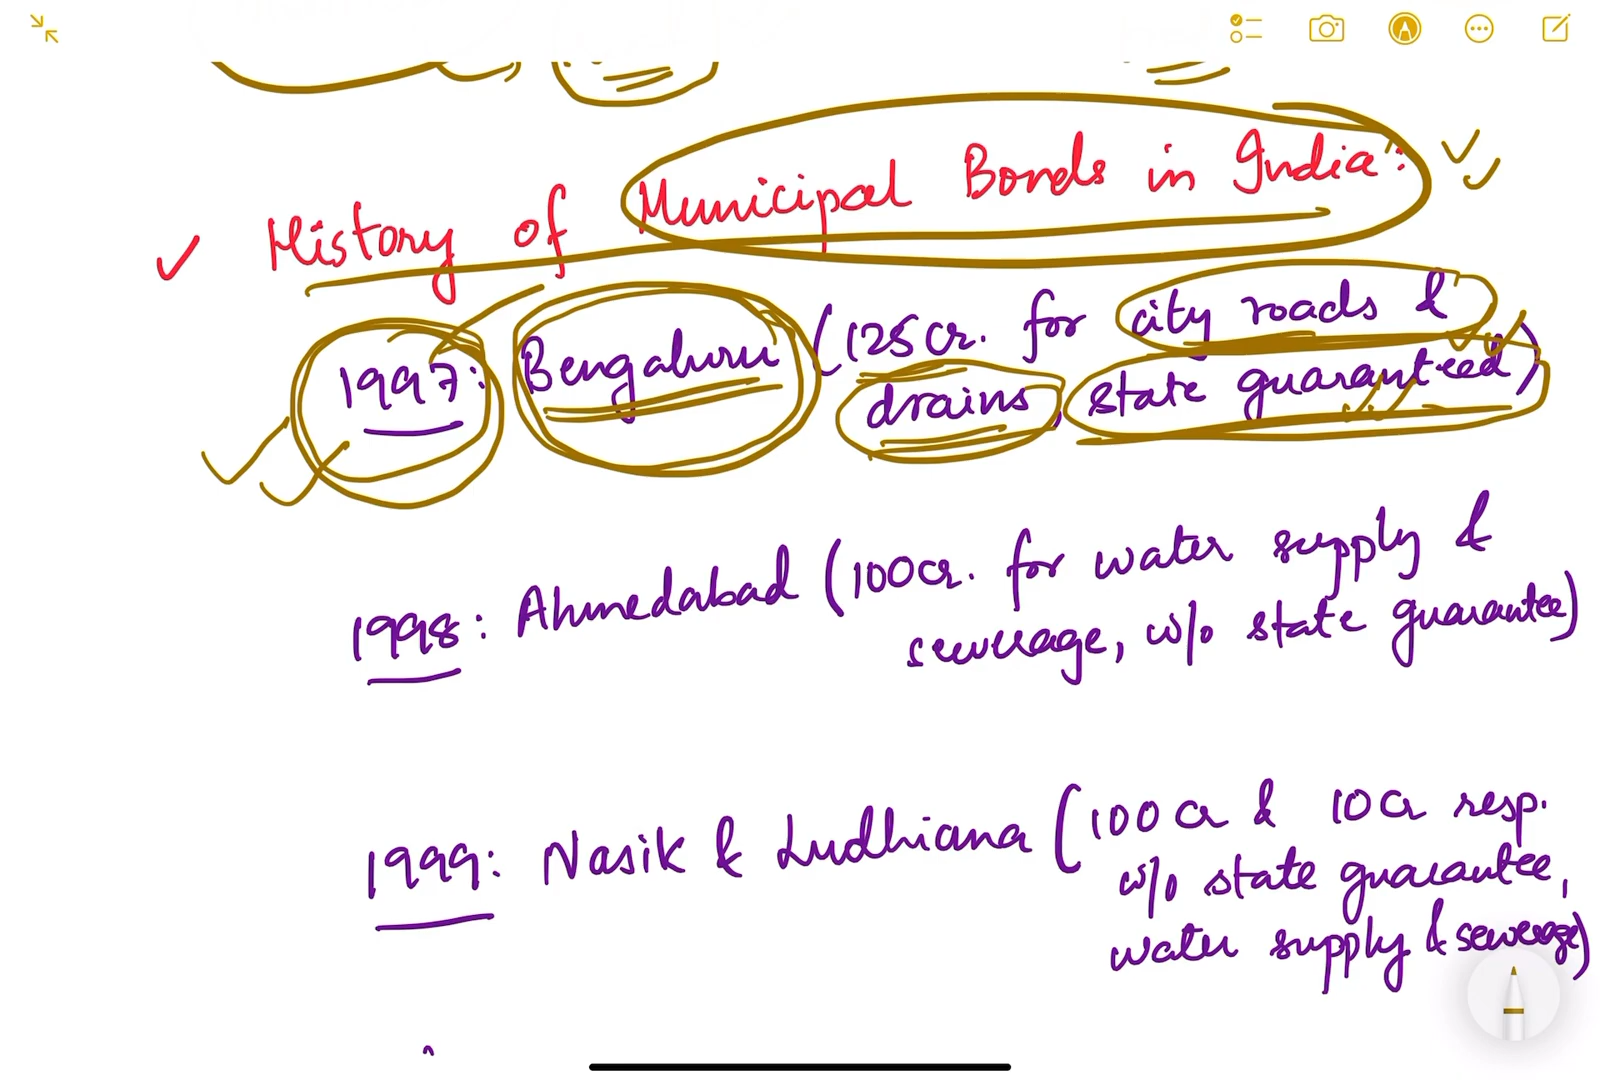 History of Municipal Bonds in India:
1997: Bengaluru (125 cr. for city roads &
drains, state guaranteed)
1998: Ahmedabad (100 cr. for water supply &
sewerage, w/o state guarantee)
1999: Nasik & Ludhiana (100 Cr & 10 Cr resp.
w/o state guarantee,
water supply & sewerage)